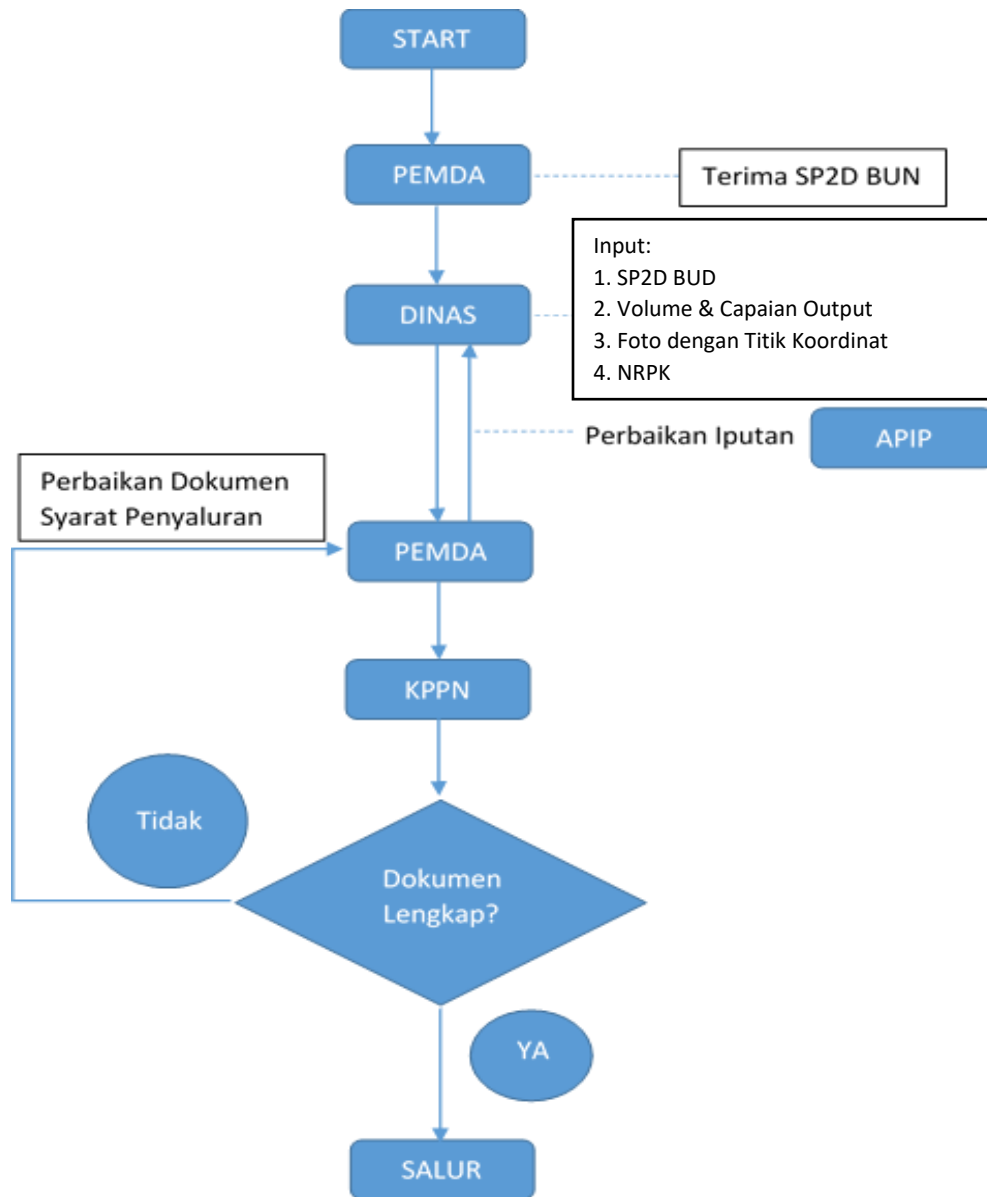 START
PEMDA
Terima SP2D BUN
DINAS
Input:
1. SP2D BUD
2. Volume & Capaian Output
3. Foto dengan Titik Koordinat
4. NRPK
Perbaikan Iputan
APIP
Perbaikan Dokumen
Syarat Penyaluran
PEMDA
KPPN
Tidak
Dokumen
Lengkap?
YA
SALUR